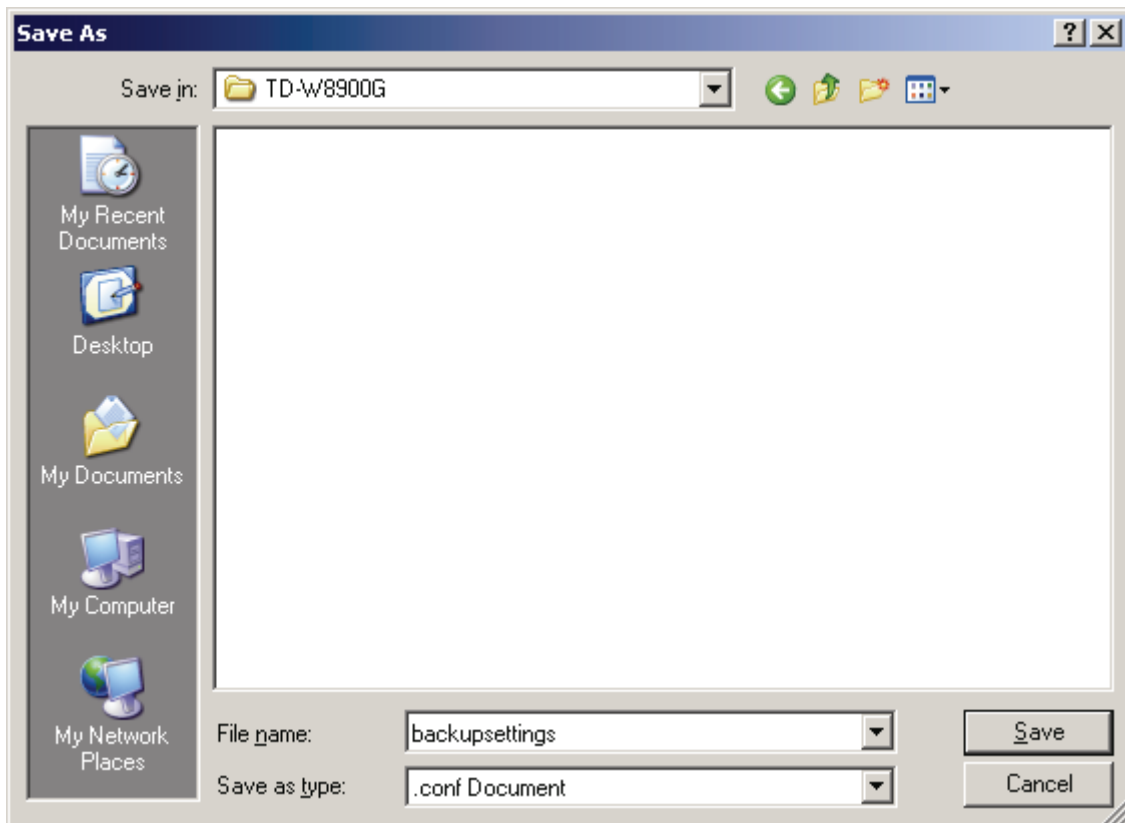 Save As
Save in:
TD-W8900G
My Recent
Documents
Desktop
My Documents
My Computer
My Network
Places
File name:
backupsettings
Save
Save as type:
.conf Document
Cancel